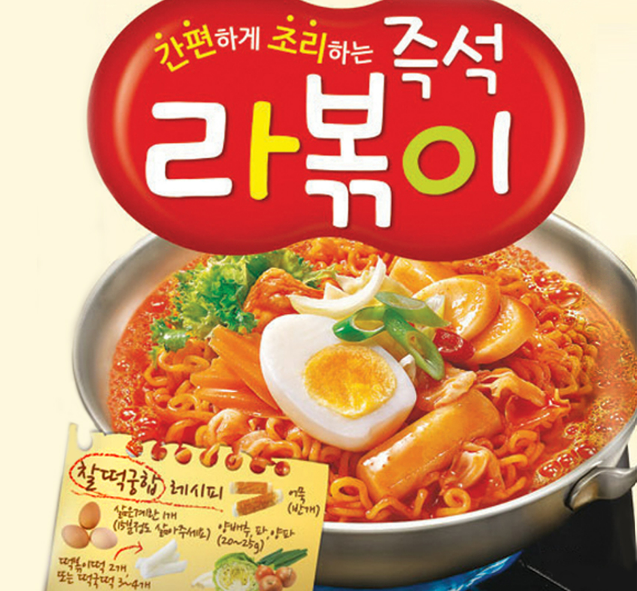 간편하게 조리하는 즉석
라볶이
찰떡궁합 레시피
어묵
(반개)
삶은계란 1개
(15분정도 삶아주세요)
양배추, 파, 양파
(20~25g)
떡볶이떡 2개
또는 떡국떡 3~4개